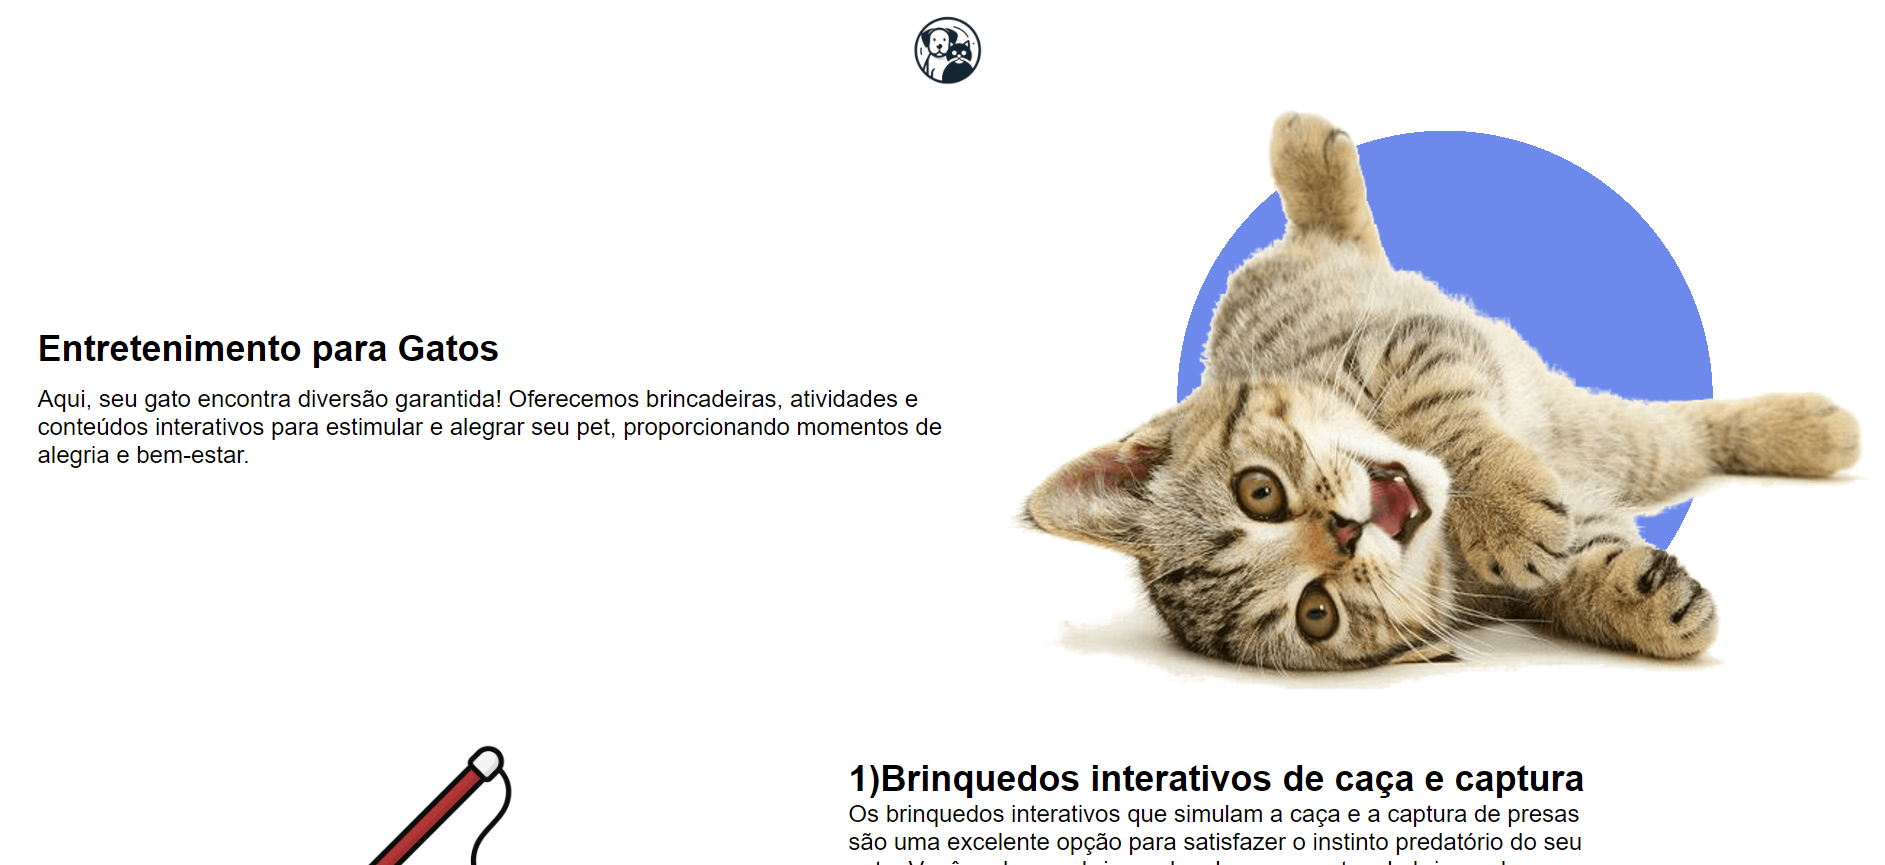 Entretenimento para Gatos
Aqui, seu gato encontra diversão garantida! Oferecemos brincadeiras, atividades e
conteúdos interativos para estimular e alegrar seu pet, proporcionando momentos de
alegria e bem-estar.
1)Brinquedos interativos de caça e captura
Os brinquedos interativos que simulam a caça e a captura de presas
são uma excelente opção para satisfazer o instinto predatório do seu